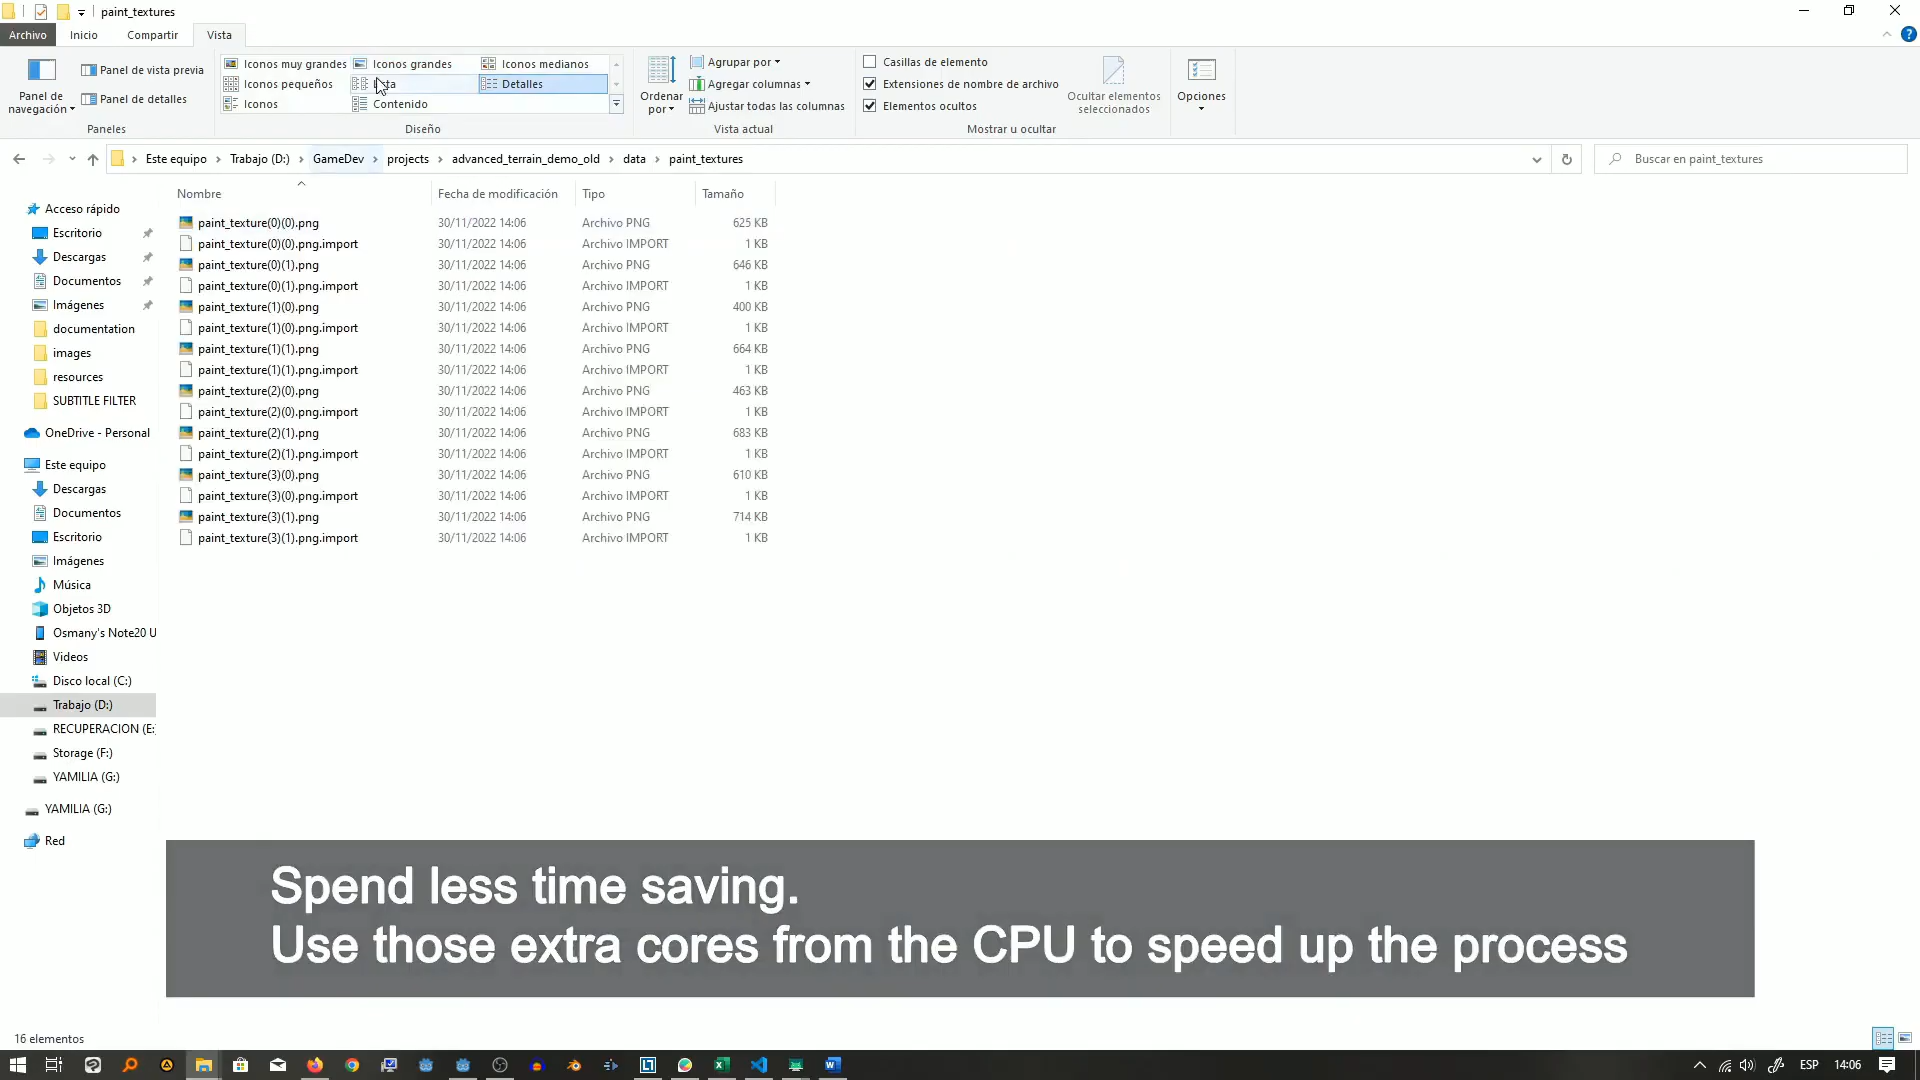 paint_textures
Archivo
Inicio
Compartir
Vista
Panel de navegación
Panel de vista previa
Panel de detalles
Paneles
Iconos muy grandes
Iconos grandes
Iconos medianos
Iconos pequeños
Detalles
Iconos
Contenido
Diseño
Ordenar por
Agrupar por
Agregar columnas
Ajustar todas las columnas
Vista actual
Casillas de elemento
Extensiones de nombre de archivo
Elementos ocultos
Ocultar elementos seleccionados
Mostrar u ocultar
Opciones
Este equipo
Trabajo (D:)
GameDev
projects
advanced_terrain_demo_old
data
paint_textures
Buscar en paint_textures
Acceso rápido
Escritorio
Descargas
Documentos
Imágenes
documentation
images
resources
SUBTITLE FILTER
OneDrive - Personal
Este equipo
Descargas
Documentos
Escritorio
Imágenes
Música
Objetos 3D
Osmany's Note20 U
Videos
Disco local (C:)
Trabajo (D:)
RECUPERACION (E:
Storage (F:)
YAMILIA (G:)
YAMILIA (G:)
Red
Nombre Fecha de modificación Tipo Tamaño
paint_texture(0)(0).png 30/11/2022 14:06 Archivo PNG 625 KB
paint_texture(0)(0).png.import 30/11/2022 14:06 Archivo IMPORT 1 KB
paint_texture(0)(1).png 30/11/2022 14:06 Archivo PNG 646 KB
paint_texture(0)(1).png.import 30/11/2022 14:06 Archivo IMPORT 1 KB
paint_texture(1)(0).png 30/11/2022 14:06 Archivo PNG 400 KB
paint_texture(1)(0).png.import 30/11/2022 14:06 Archivo IMPORT 1 KB
paint_texture(1)(1).png 30/11/2022 14:06 Archivo PNG 664 KB
paint_texture(1)(1).png.import 30/11/2022 14:06 Archivo IMPORT 1 KB
paint_texture(2)(0).png 30/11/2022 14:06 Archivo PNG 463 KB
paint_texture(2)(0).png.import 30/11/2022 14:06 Archivo IMPORT 1 KB
paint_texture(2)(1).png 30/11/2022 14:06 Archivo PNG 683 KB
paint_texture(2)(1).png.import 30/11/2022 14:06 Archivo IMPORT 1 KB
paint_texture(3)(0).png 30/11/2022 14:06 Archivo PNG 610 KB
paint_texture(3)(0).png.import 30/11/2022 14:06 Archivo IMPORT 1 KB
paint_texture(3)(1).png 30/11/2022 14:06 Archivo PNG 714 KB
paint_texture(3)(1).png.import 30/11/2022 14:06 Archivo IMPORT 1 KB
Spend less time saving.
Use those extra cores from the CPU to speed up the process
16 elementos
ESP 14:06